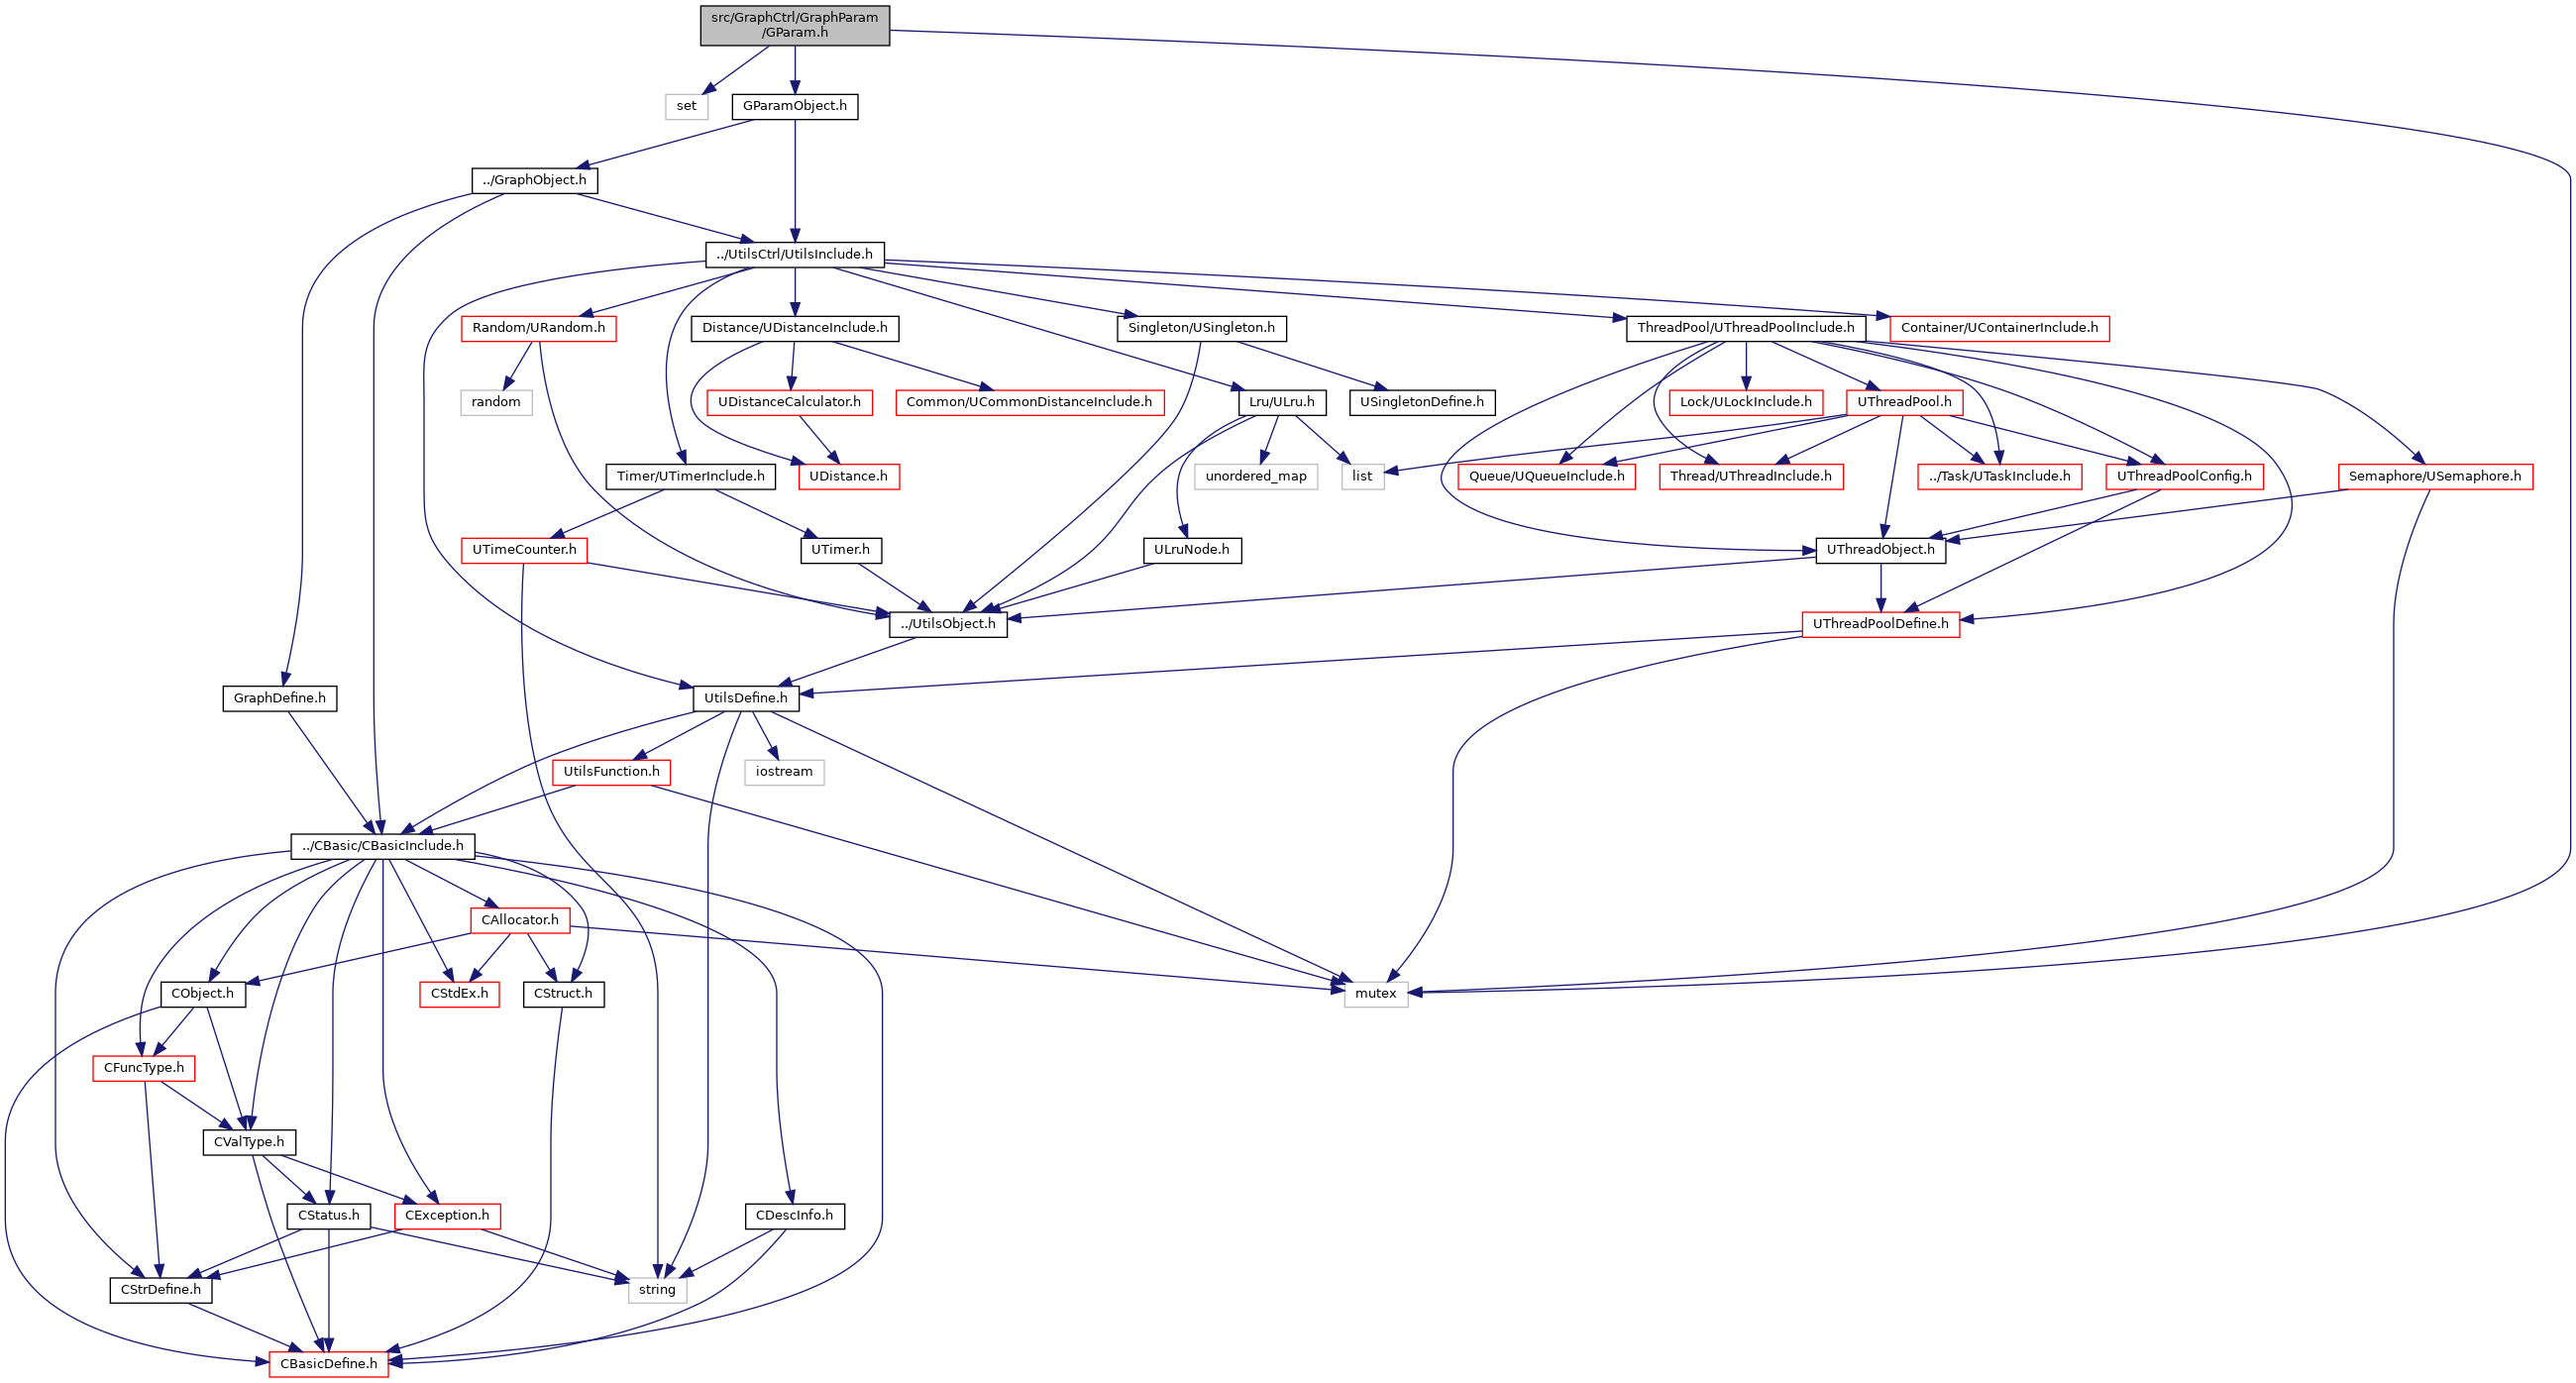 src/GraphCtrl/GraphParam
/GParam.h
set
GParamObject.h
../GraphObject.h
../UtilsCtrl/UtilsInclude.h
Random/URandom.h
Distance/UDistanceInclude.h
Singleton/USingleton.h
ThreadPool/UThreadPoolInclude.h
Container/UContainerInclude.h
random
UDistanceCalculator.h
Common/UCommonDistanceInclude.h
Lru/ULru.h
USingletonDefine.h
Lock/ULockInclude.h
UThreadPool.h
Timer/UTimerInclude.h
UDistance.h
unordered_map
list
Queue/UQueueInclude.h
Thread/UThreadInclude.h
../Task/UTaskInclude.h
UThreadPoolConfig.h
Semaphore/USemaphore.h
UTimeCounter.h
UTimer.h
ULruNode.h
UThreadObject.h
../UtilsObject.h
UThreadPoolDefine.h
GraphDefine.h
UtilsDefine.h
UtilsFunction.h
iostream
../CBasic/CBasicInclude.h
CAllocator.h
CObject.h
CStdEx.h
CStruct.h
mutex
CFuncType.h
CValType.h
CStatus.h
CException.h
CDescInfo.h
CStrDefine.h
string
CBasicDefine.h